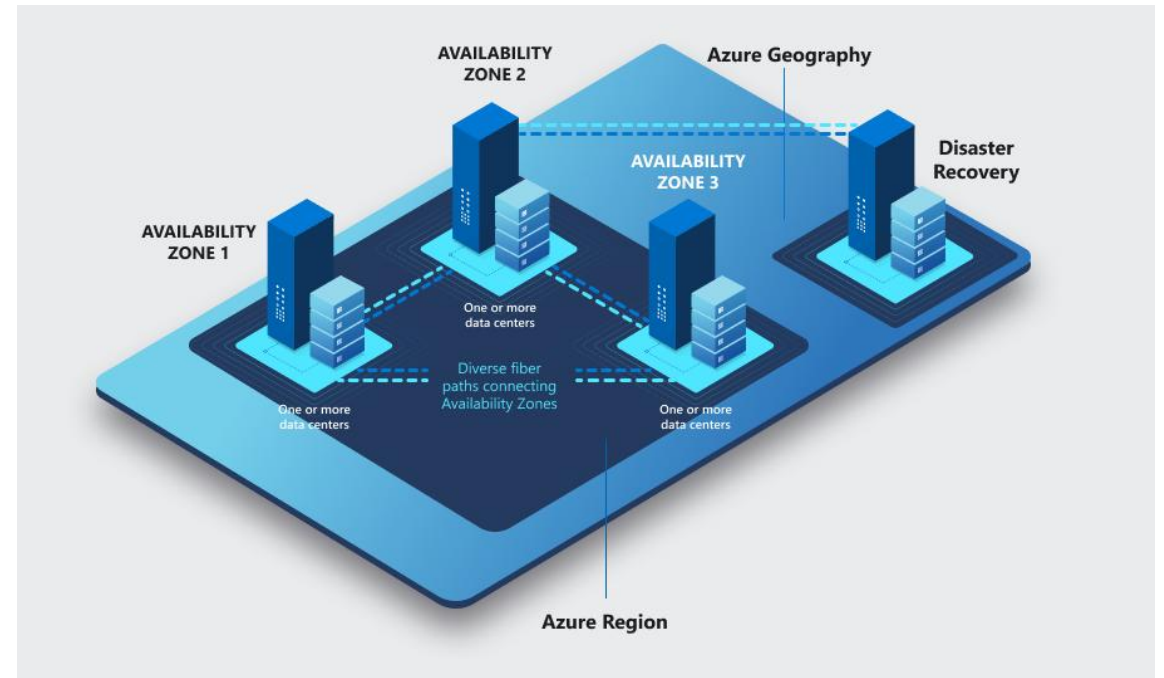 AVAILABILITY
ZONE 2
Azure Geography
Disaster
Recovery
AVAILABILITY
ZONE 3
AVAILABILITY
ZONE 1
One or more
data centers
Diverse fiber
paths connecting
Availability Zones
One or more
data centers
One or more
data centers
Azure Region